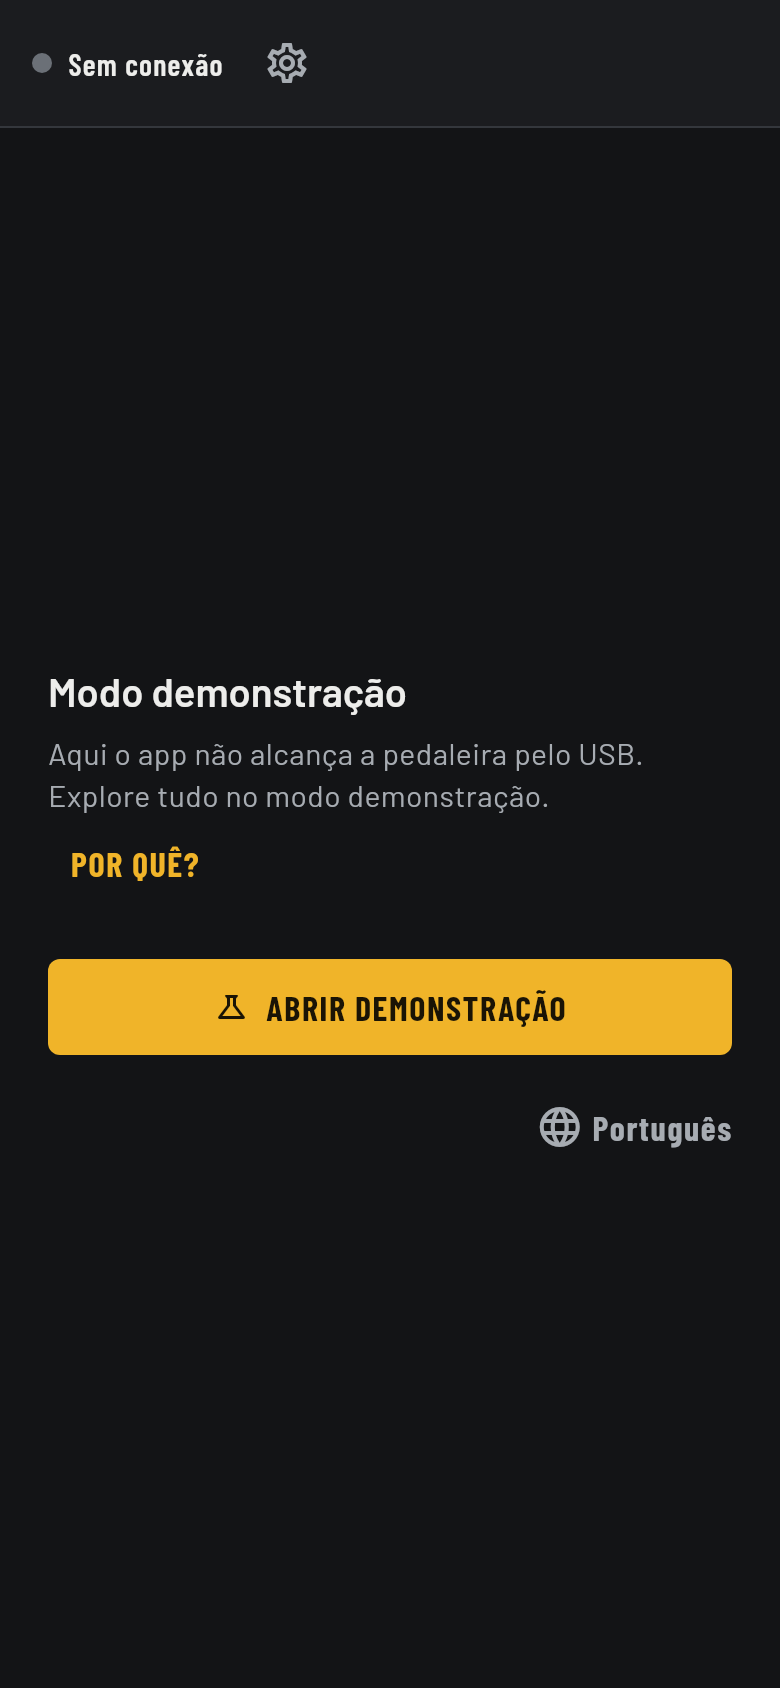 Sem conexão
Modo demonstração
Aqui o app não alcança a pedaleira pelo USB.
Explore tudo no modo demonstração.
POR QUÊ?
ABRIR DEMONSTRAÇÃO
Português